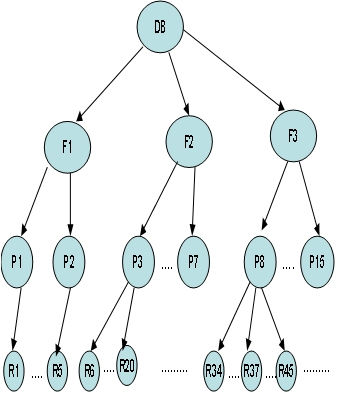 DB
F1 F2 F3
P1 P2 P3 .... P7 P8 .... P15
R1 .... R5 R6 .... R20 ......... R34 .... R37 .... R45 .........